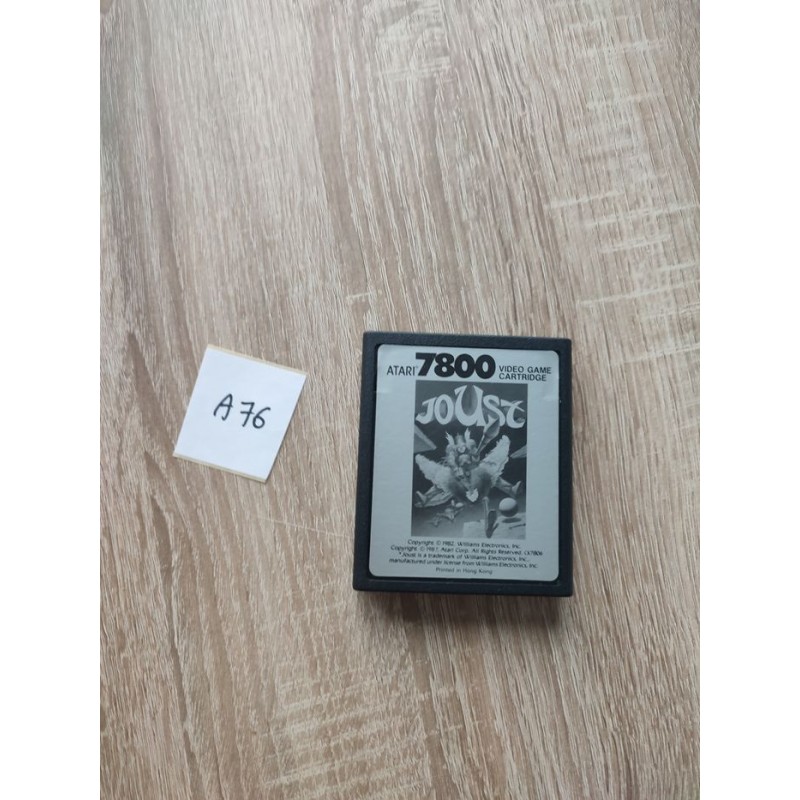 A76
ATARI 7800 VIDEO GAME
CARTRIDGE
JOUST
Copyright © 1982, Williams Electronics, Inc.
Copyright © 1987, Atari Corp. All Rights Reserved. CX7806
*Joust is a trademark of Williams Electronics, Inc.,
manufactured under license from Williams Electronics, Inc.
Printed in Hong Kong